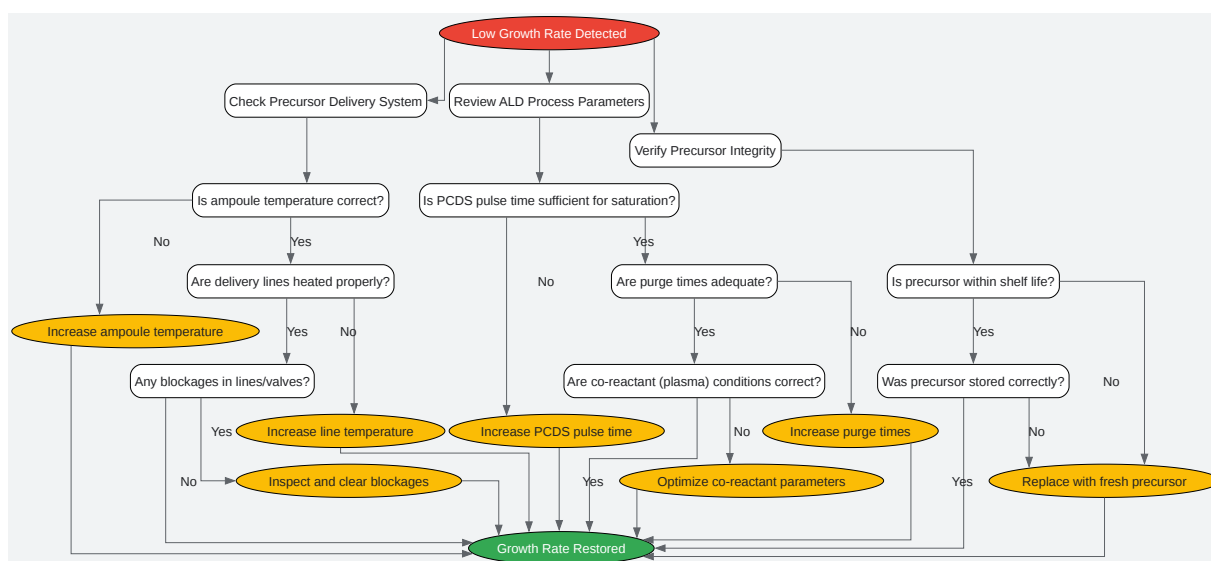 Low Growth Rate Detected
Check Precursor Delivery System
Review ALD Process Parameters
Verify Precursor Integrity
Is ampoule temperature correct?
Is PCDS pulse time sufficient for saturation?
No
Yes
Yes
Are delivery lines heated properly?
No
Are purge times adequate?
Is precursor within shelf life?
Increase ampoule temperature
Yes
No
Yes
No
Yes
Any blockages in lines/valves?
Are co-reactant (plasma) conditions correct?
Was precursor stored correctly?
No
Yes
Increase line temperature
Increase PCDS pulse time
No
Increase purge times
No
No
Inspect and clear blockages
Yes
Optimize co-reactant parameters
Yes
Replace with fresh precursor
Growth Rate Restored